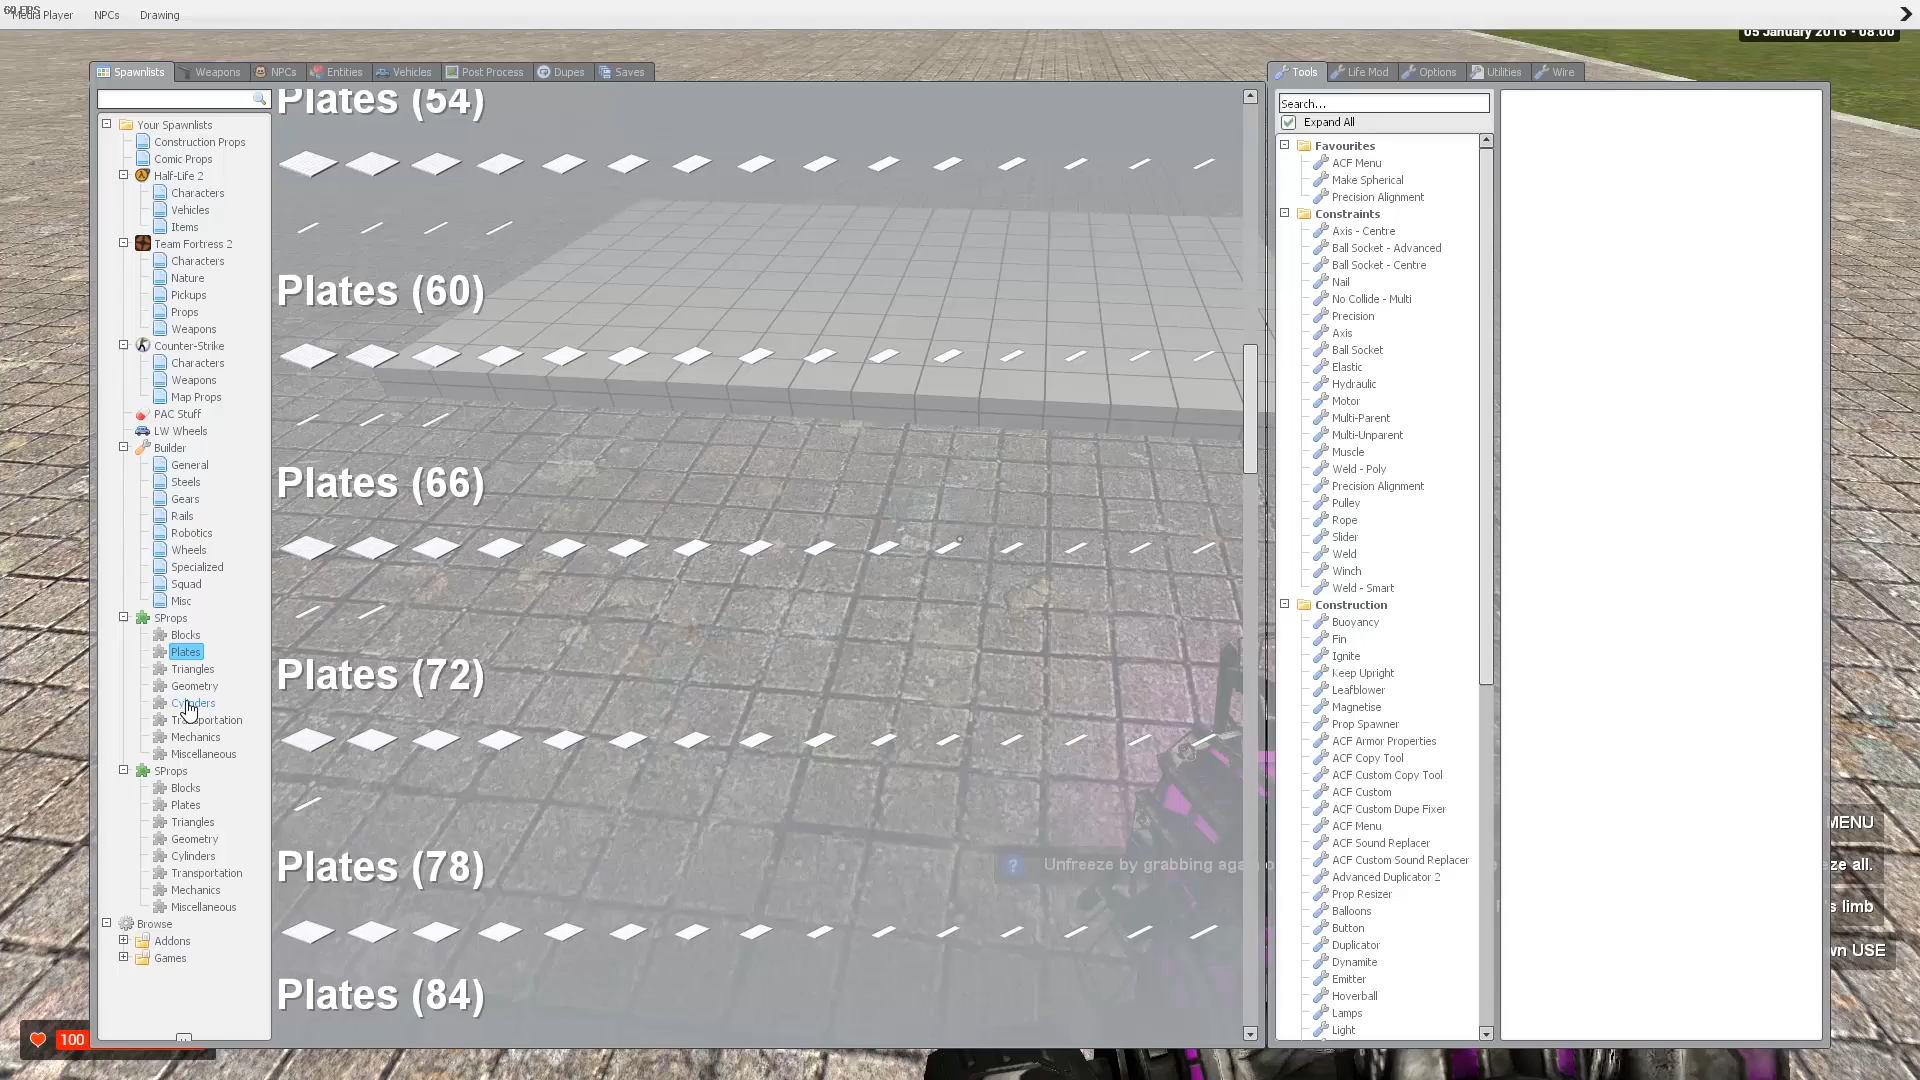 Media Player NPCs Drawing
05 January 2016 - 08:00
Spawnlists Weapons NPCs Entities Vehicles Post Process Dupes Saves
Tools Life Mod Options Utilities Wire
Your Spawnlists
Construction Props
Comic Props
Half-Life 2
Characters
Vehicles
Items
Team Fortress 2
Characters
Nature
Pickups
Props
Weapons
Counter-Strike
Characters
Weapons
Map Props
PAC Stuff
LW Wheels
Builder
General
Steels
Gears
Rails
Robotics
Wheels
Specialized
Squad
Misc
SProps
Blocks
Plates
Triangles
Geometry
Cylinders
Transportation
Mechanics
Miscellaneous
SProps
Blocks
Plates
Triangles
Geometry
Cylinders
Transportation
Mechanics
Miscellaneous
Browse
Addons
Games
100
Plates (54)
Plates (60)
Plates (66)
Plates (72)
Plates (78)
Plates (84)
Unfreeze by grabbing again
Search...
Expand All
Favourites
ACF Menu
Make Spherical
Precision Alignment
Constraints
Axis - Centre
Ball Socket - Advanced
Ball Socket - Centre
Nail
No Collide - Multi
Precision
Axis
Ball Socket
Elastic
Hydraulic
Motor
Multi-Parent
Multi-Unparent
Muscle
Weld - Poly
Precision Alignment
Pulley
Rope
Slider
Weld
Winch
Weld - Smart
Construction
Buoyancy
Fin
Ignite
Keep Upright
Leafblower
Magnetise
Prop Spawner
ACF Armor Properties
ACF Copy Tool
ACF Custom Copy Tool
ACF Custom
ACF Custom Dupe Fixer
ACF Menu
ACF Sound Replacer
ACF Custom Sound Replacer
Advanced Duplicator 2
Prop Resizer
Balloons
Button
Duplicator
Dynamite
Emitter
Hoverball
Lamps
Light
MENU
ze all.
s limb
wn USE